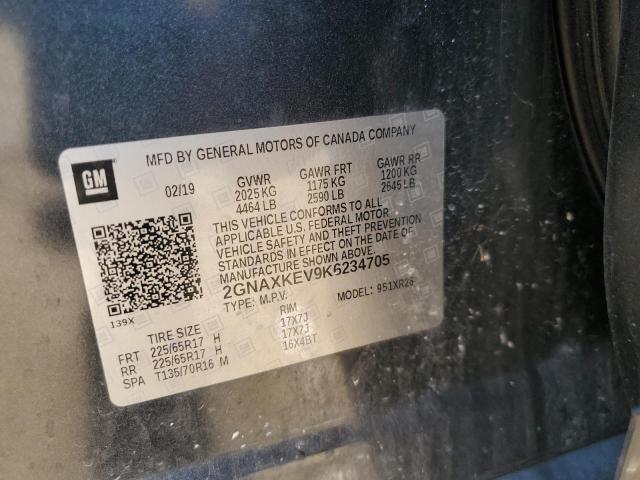 MFD BY GENERAL MOTORS OF CANADA COMPANY
GM
02/19
GVWR GAWR FRT GAWR RR
2025 KG 1175 KG 1200 KG
4464 LB 2590 LB 2645 LB
THIS VEHICLE CONFORMS TO ALL
APPLICABLE U.S. FEDERAL MOTOR
VEHICLE SAFETY AND THEFT PREVENTION
STANDARDS IN EFFECT ON THE DATE OF
MANUFACTURE SHOWN ABOVE.
2GNAXKEV9K6234705
TYPE: M.P.V. MODEL: 951XR26
139X
TIRE SIZE RIM
FRT 225/65R17 H 17X7J
RR 225/65R17 H 17X7J
SPA T135/70R16 M 16X4BT